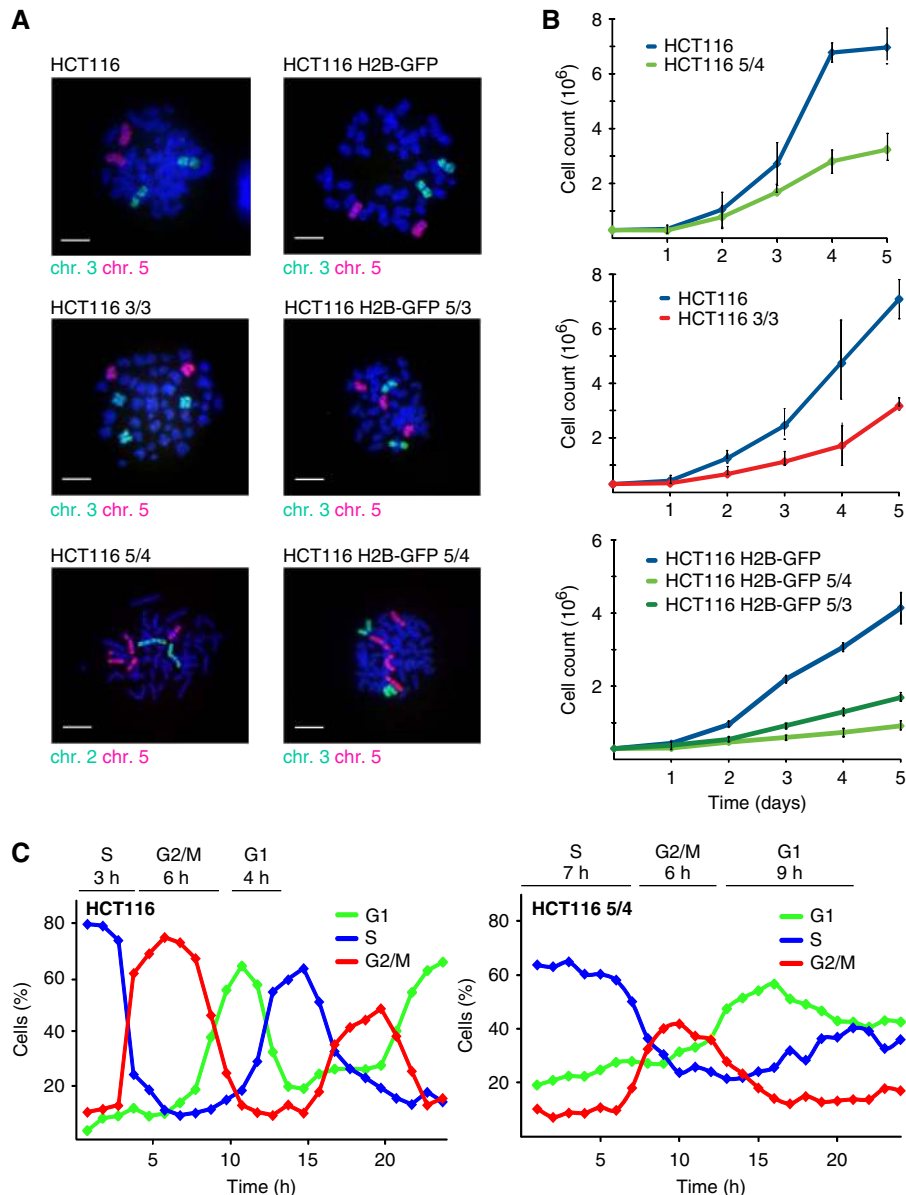 A
HCT116
chr. 3 chr. 5
HCT116 H2B-GFP
chr. 3 chr. 5
HCT116 3/3
chr. 3 chr. 5
HCT116 H2B-GFP 5/3
chr. 3 chr. 5
HCT116 5/4
chr. 2 chr. 5
HCT116 H2B-GFP 5/4
chr. 3 chr. 5
B
8
6
4
2
Cell count (10⁶)
HCT116
HCT116 5/4
1 2 3 4 5
8
6
4
2
Cell count (10⁶)
HCT116
HCT116 3/3
1 2 3 4 5
6
4
2
Cell count (10⁶)
HCT116 H2B-GFP
HCT116 H2B-GFP 5/4
HCT116 H2B-GFP 5/3
1 2 3 4 5
Time (days)
C
S G2/M G1
3 h 6 h 4 h
HCT116
G1
S
G2/M
80
60
40
20
Cells (%)
5 10 15 20
Time (h)
S G2/M G1
7 h 6 h 9 h
HCT116 5/4
G1
S
G2/M
80
60
40
20
Cells (%)
5 10 15 20
Time (h)